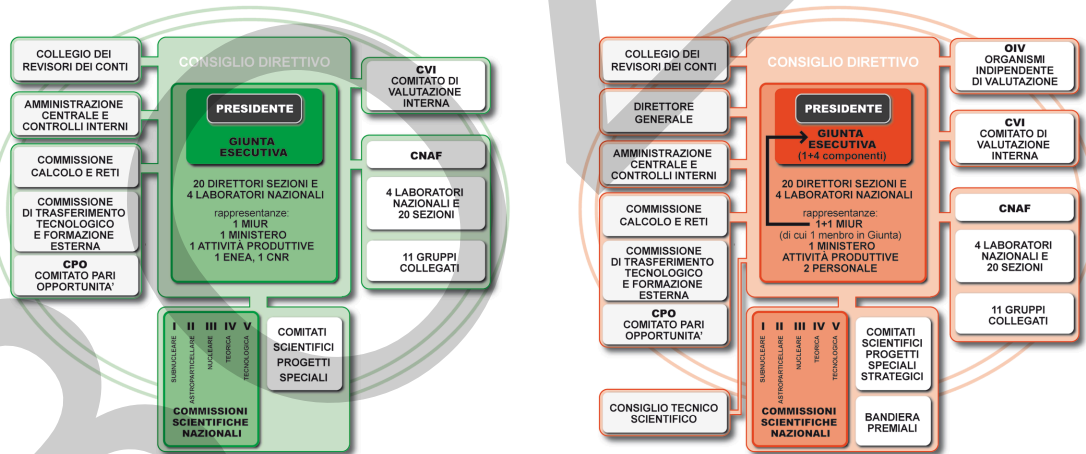 COLLEGIO DEI
REVISORI DEI CONTI
AMMINISTRAZIONE
CENTRALE E
CONTROLLI INTERNI
COMMISSIONE
CALCOLO E RETI
COMMISSIONE
DI TRASFERIMENTO
TECNOLOGICO
E FORMAZIONE
ESTERNA
CPO
COMITATO PARI
OPPORTUNITA'
CONSIGLIO DIRETTIVO
PRESIDENTE
GIUNTA
ESECUTIVA
20 DIRETTORI SEZIONI E
4 LABORATORI NAZIONALI
rappresentanze:
1 MIUR
1 MINISTERO
1 ATTIVITÀ PRODUTTIVE
1 ENEA, 1 CNR
CVI
COMITATO DI
VALUTAZIONE
INTERNA
CNAF
4 LABORATORI
NAZIONALI E
20 SEZIONI
11 GRUPPI
COLLEGATI
I II III IV V
SUBNUCLEARE
ASTROPARTICELLARE
NUCLEARE
TEORICA
TECNOLOGICA
COMMISSIONI
SCIENTIFICHE
NAZIONALI
COMITATI
SCIENTIFICI
PROGETTI
SPECIALI
COLLEGIO DEI
REVISORI DEI CONTI
DIRETTORE
GENERALE
AMMINISTRAZIONE
CENTRALE E
CONTROLLI INTERNI
COMMISSIONE
CALCOLO E RETI
COMMISSIONE
DI TRASFERIMENTO
TECNOLOGICO
E FORMAZIONE
ESTERNA
CPO
COMITATO PARI
OPPORTUNITA'
CONSIGLIO TECNICO
SCIENTIFICO
CONSIGLIO DIRETTIVO
PRESIDENTE
GIUNTA
ESECUTIVA
(1+4 componenti)
20 DIRETTORI SEZIONI E
4 LABORATORI NAZIONALI
rappresentanze:
1+1 MIUR
(di cui 1 menbro in Giunta)
1 MINISTERO
ATTIVITÀ PRODUTTIVE
2 PERSONALE
OIV
ORGANISMI
INDIPENDENTE
DI VALUTAZIONE
CVI
COMITATO DI
VALUTAZIONE
INTERNA
CNAF
4 LABORATORI
NAZIONALI E
20 SEZIONI
11 GRUPPI
COLLEGATI
I II III IV V
SUBNUCLEARE
ASTROPARTICELLARE
NUCLEARE
TEORICA
TECNOLOGICA
COMMISSIONI
SCIENTIFICHE
NAZIONALI
COMITATI
SCIENTIFICI
PROGETTI
SPECIALI
STRATEGICI
BANDIERA
PREMIALI